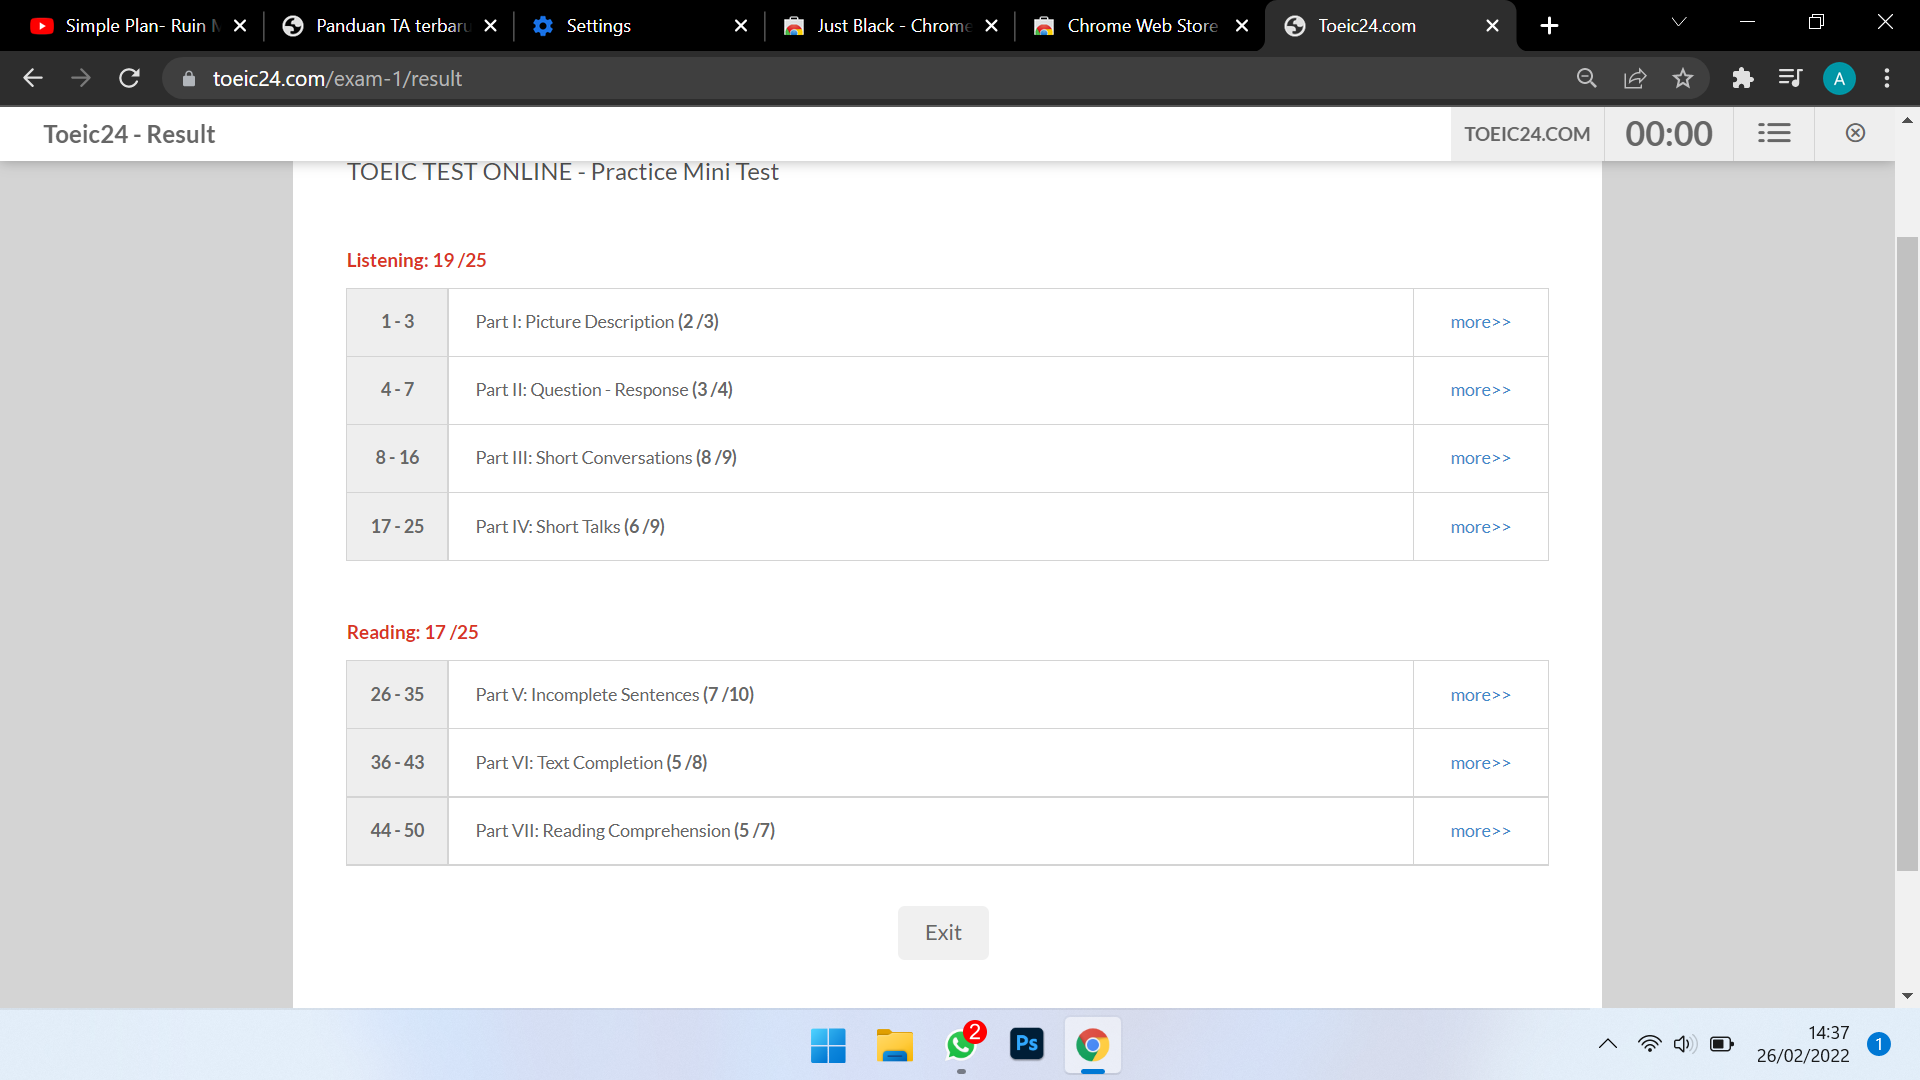 Simple Plan- Ruin M
Panduan TA terbaru
Settings
Just Black - Chrome
Chrome Web Store
Toeic24.com
toeic24.com/exam-1/result
A
Toeic24 - Result
TOEIC24.COM
00:00
TOEIC TEST ONLINE - Practice Mini Test
Listening: 19 /25
1 - 3 Part I: Picture Description (2 /3) more>>
4 - 7 Part II: Question - Response (3 /4) more>>
8 - 16 Part III: Short Conversations (8 /9) more>>
17 - 25 Part IV: Short Talks (6 /9) more>>
Reading: 17 /25
26 - 35 Part V: Incomplete Sentences (7 /10) more>>
36 - 43 Part VI: Text Completion (5 /8) more>>
44 - 50 Part VII: Reading Comprehension (5 /7) more>>
Exit
2
Ps
14:37
26/02/2022
1